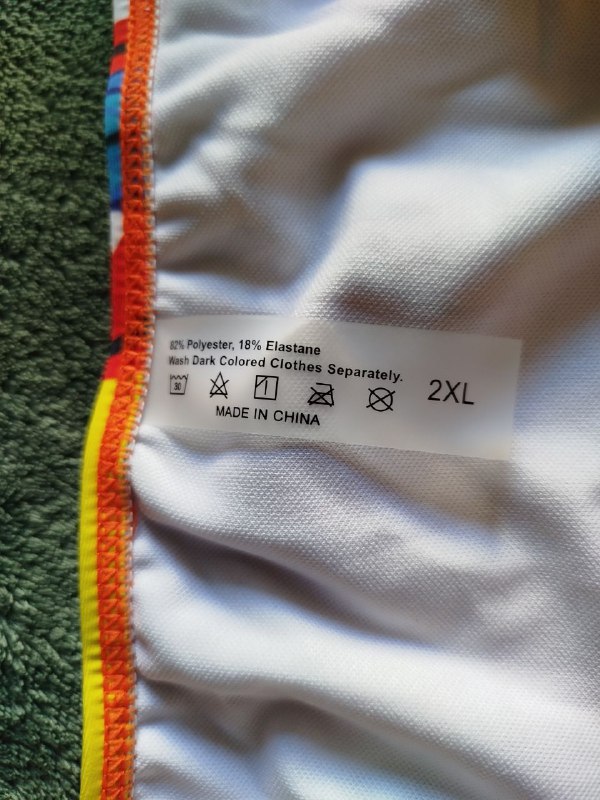 82% Polyester, 18% Elastane
Wash Dark Colored Clothes Separately.
30
2XL
MADE IN CHINA